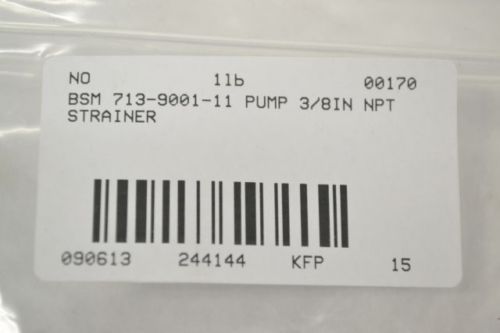 NO 1lb 00170
BSM 713-9001-11 PUMP 3/8IN NPT
STRAINER
090613 244144 KFP 15